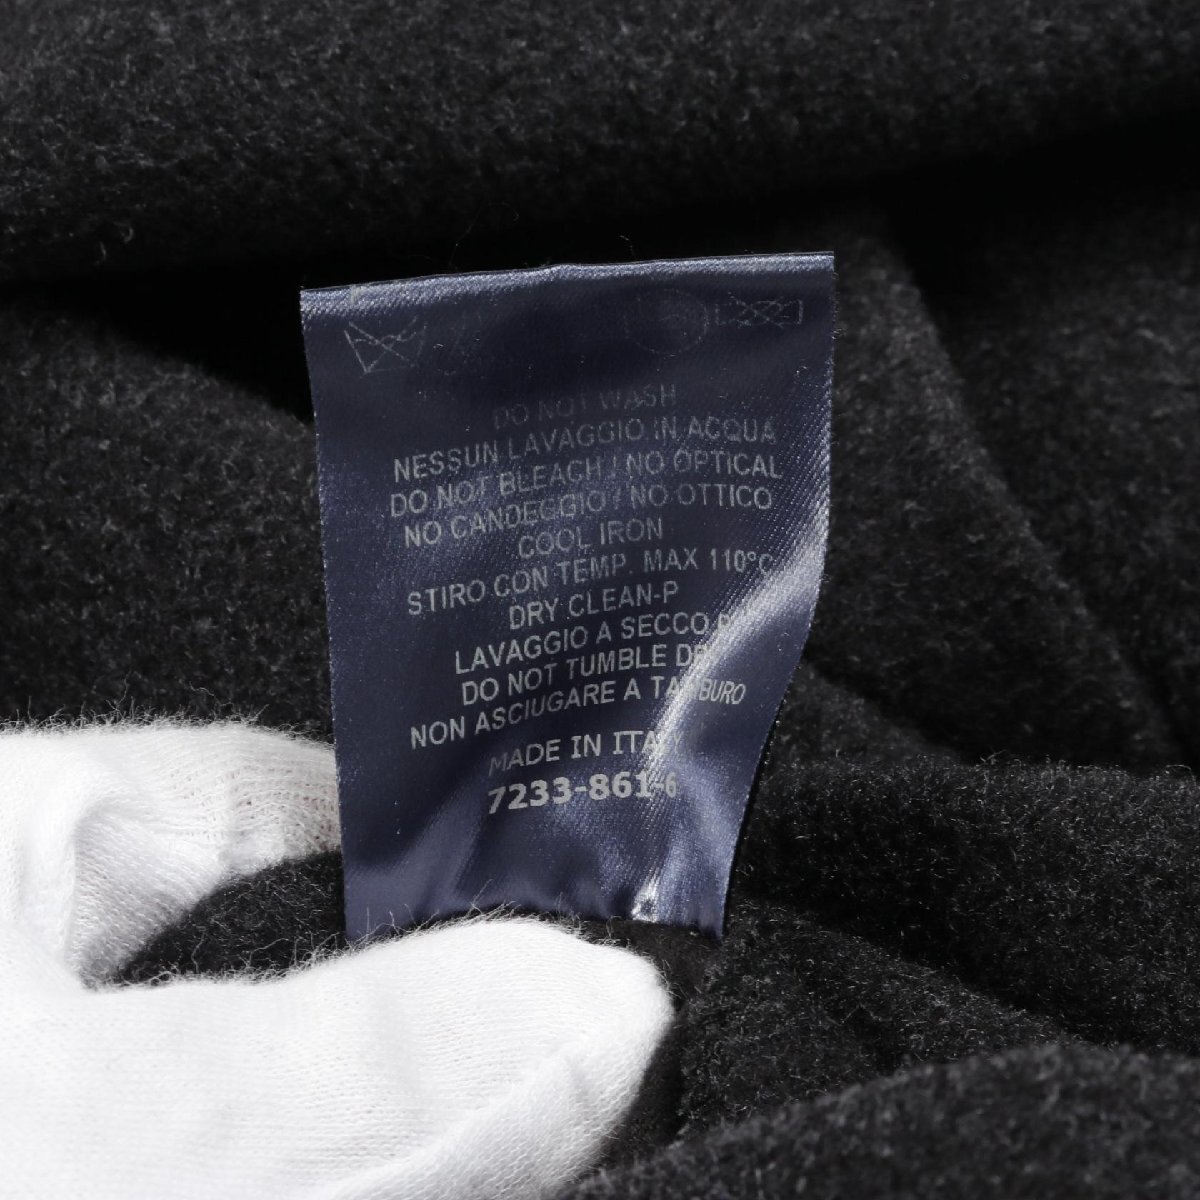 DO NOT WASH
NESSUN LAVAGGIO IN ACQUA
DO NOT BLEACH / NO OPTICAL
NO CANDEGGIO / NO OTTICO
COOL IRON
STIRO CON TEMP. MAX 110°C
DRY CLEAN-P
LAVAGGIO A SECCO
DO NOT TUMBLE
NON ASCIUGARE A TAMBURO
MADE IN ITALY
7233-861-6